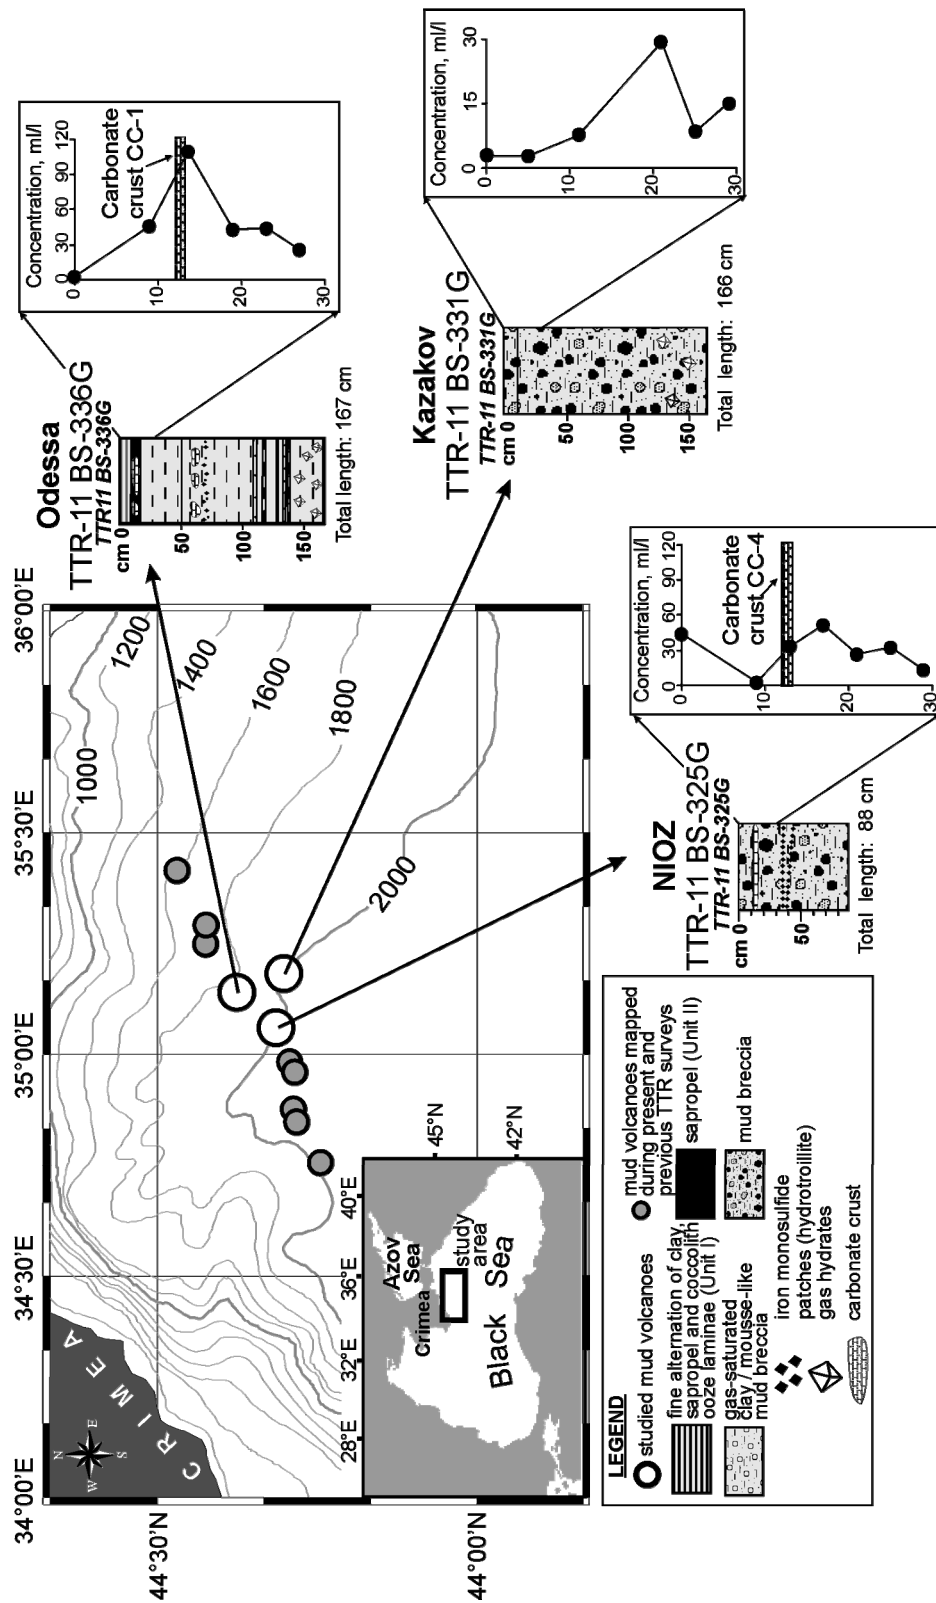 34°00'E
34°30'E
35°00'E
35°30'E
36°00'E
44°30'N
44°00'N
N
E
S
W
CRIMEA
1000
1200
1400
1600
1800
2000
Azov
Sea
crimea
study
area
Black Sea
28°E
32°E
36°E
40°E
45°N
42°N
Odessa
TTR-11 BS-336G
TTR11 BS-336G
cm 0
50
100
150
Total length: 167 cm
Concentration, ml/l
0 30 60 90 120
0
10
20
30
Carbonate
crust CC-1
Kazakov
TTR-11 BS-331G
TTR-11 BS-331G
cm 0
50
100
150
Total length: 166 cm
Concentration, ml/l
0 15 30
0
10
20
30
NIOZ
TTR-11 BS-325G
TTR-11 BS-325G
cm 0
50
Total length: 88 cm
Concentration, ml/l
0 30 60 90 120
0
10
20
30
Carbonate
crust CC-4
LEGEND
studied mud volcanoes
mud volcanoes mapped
during present and
previous TTR surveys
fine alternation of clay,
sapropel and coccolith
ooze laminae (Unit I)
sapropel (Unit II)
gas-saturated
clay / mousse-like
mud breccia
mud breccia
iron monosulfide
patches (hydrotroillite)
gas hydrates
carbonate crust